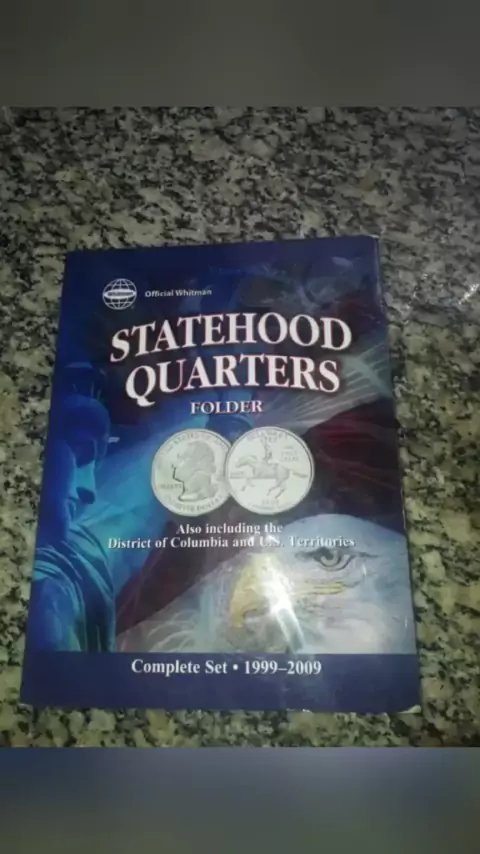 Official Whitman
STATEHOOD
QUARTERS
FOLDER
Also including the
District of Columbia and U.S. Territories
Complete Set • 1999–2009